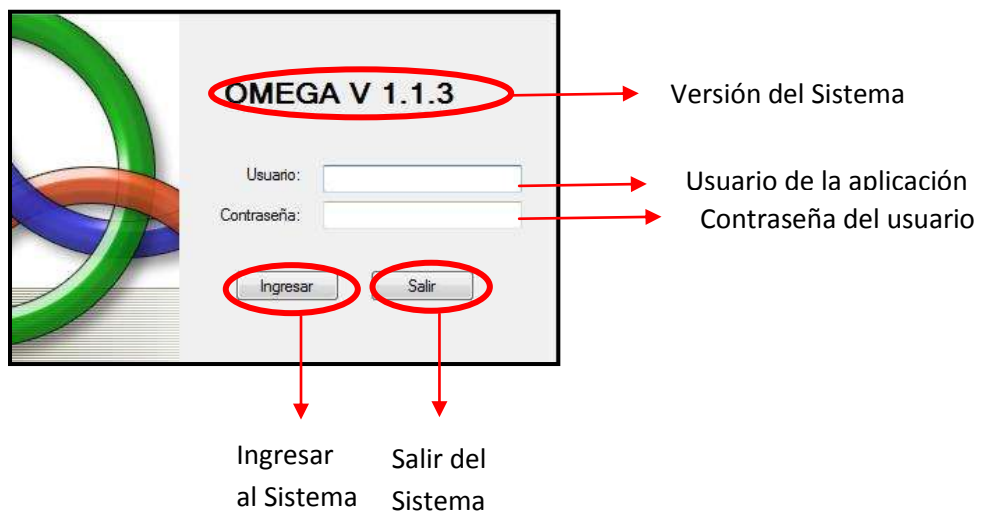 OMEGA V 1.1.3
Versión del Sistema
Usuario:
Usuario de la aplicación
Contraseña:
Contraseña del usuario
Ingresar
Salir
Ingresar
al Sistema
Salir del
Sistema